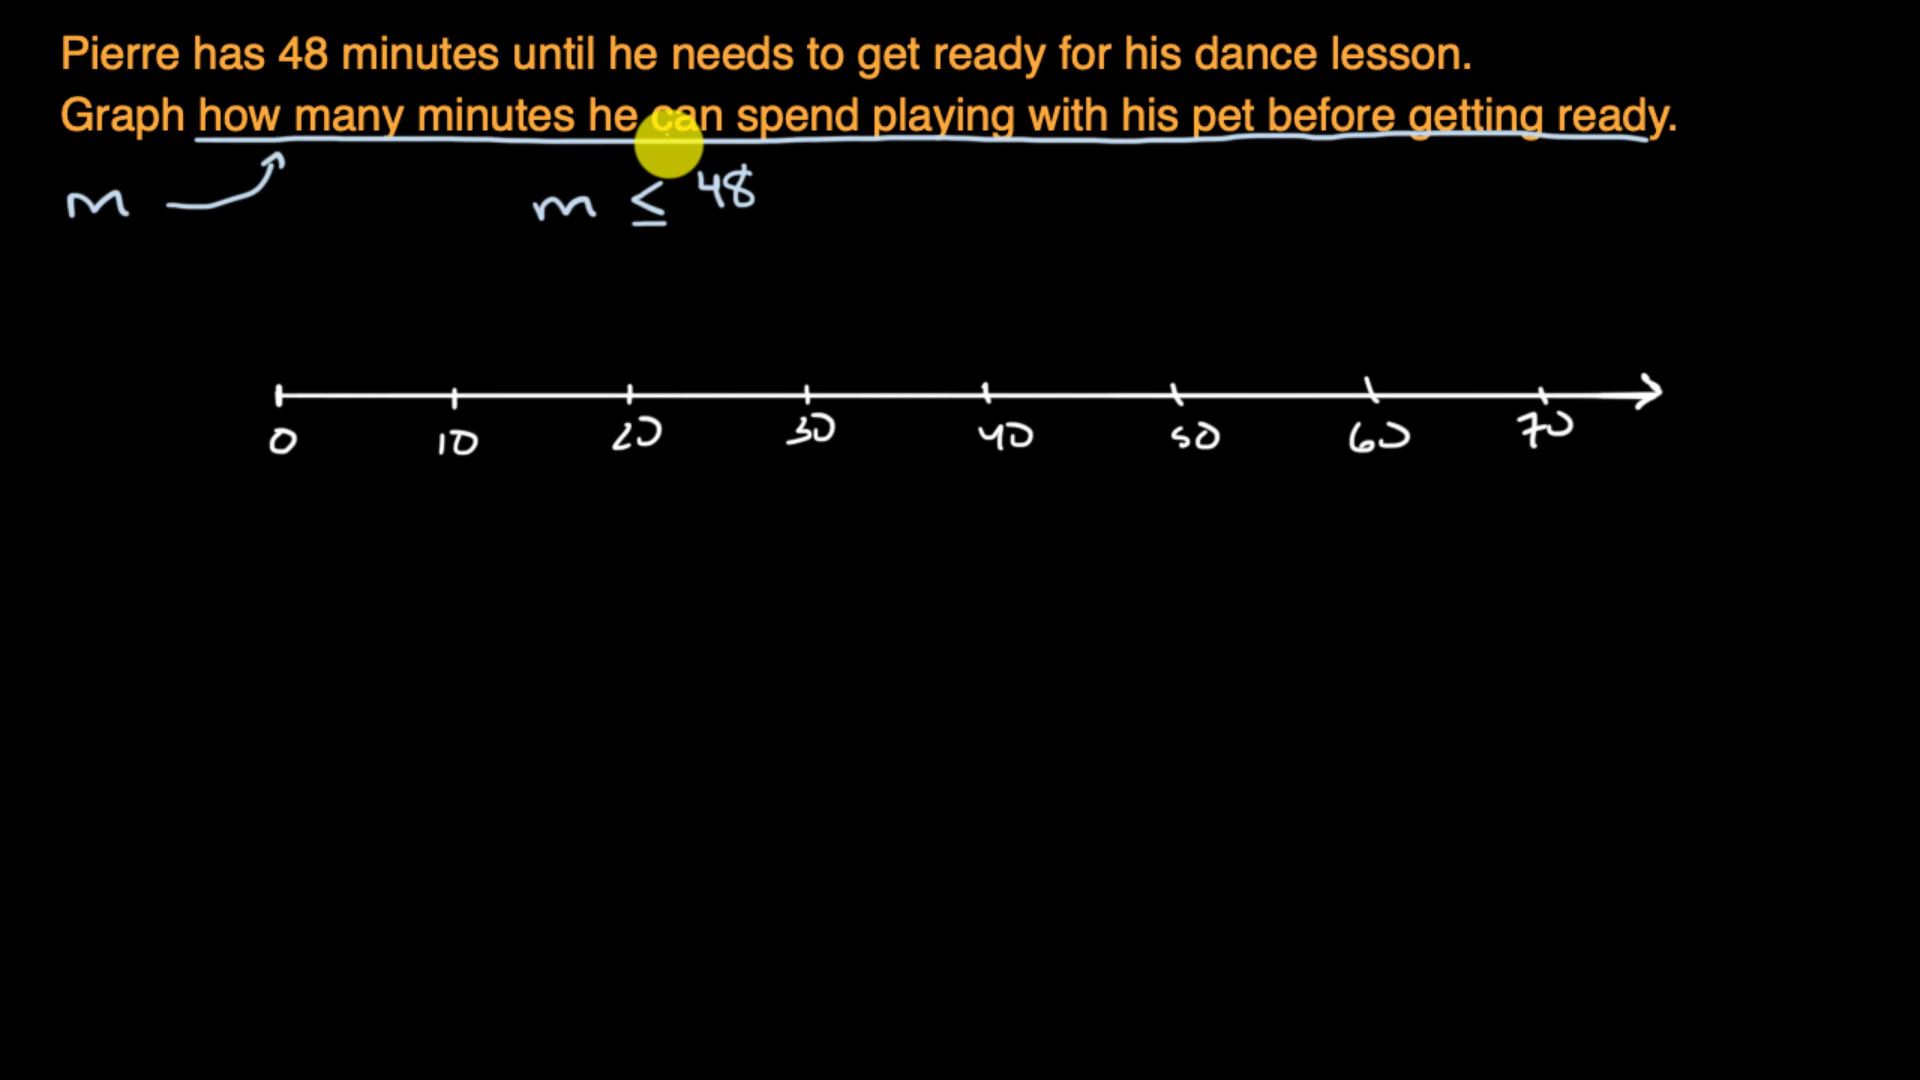 Pierre has 48 minutes until he needs to get ready for his dance lesson.
Graph how many minutes he can spend playing with his pet before getting ready.
m m ≤ 48
0 10 20 30 40 50 60 70